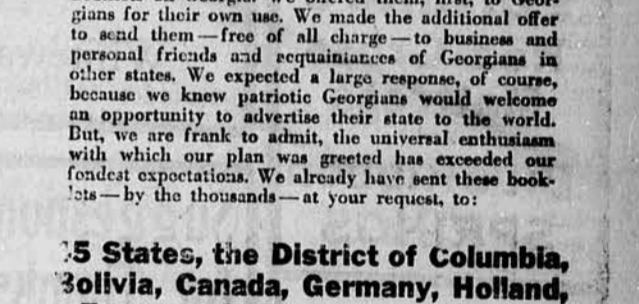 gians for their own use. We made the additional offer
to send them—free of all charge—to business and
personal friends and acquaintances of Georgians in
other states. We expected a large response, of course,
because we knew patriotic Georgians would welcome
an opportunity to advertise their state to the world.
But, we are frank to admit, the universal enthusiasm
with which our plan was greeted has exceeded our
fondest expectations. We already have sent these book-
lets—by the thousands—at your request, to:
5 States, the District of Columbia,
Bolivia, Canada, Germany, Holland,